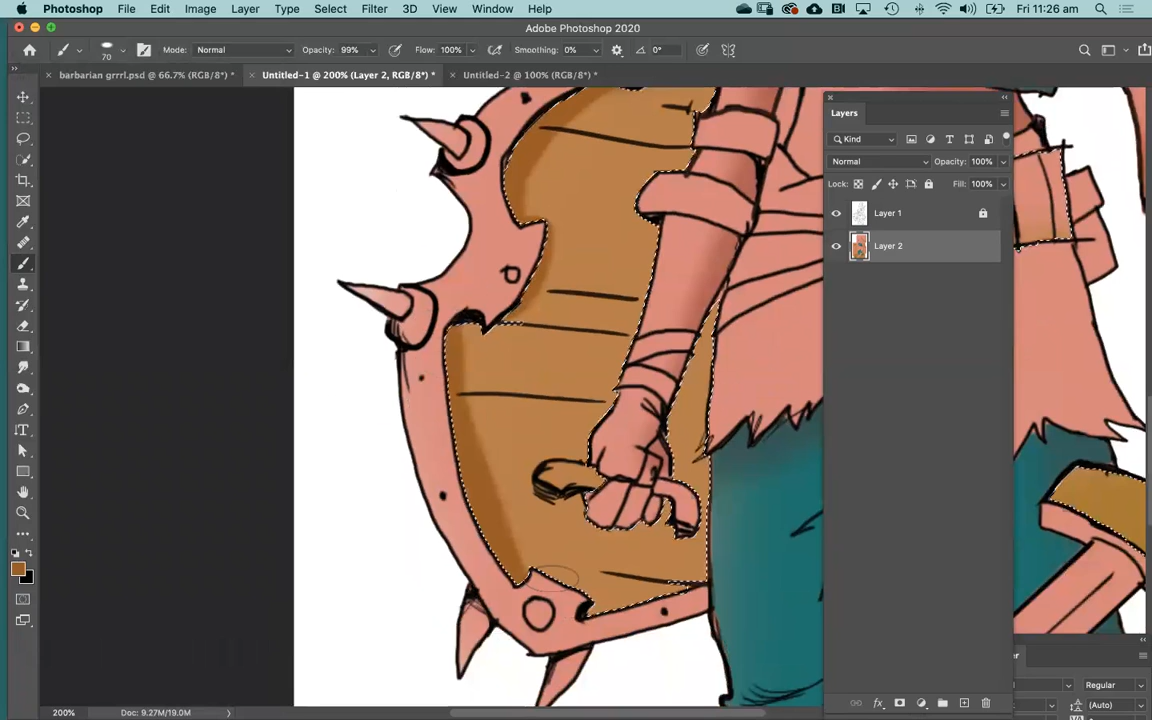 Photoshop File Edit Image Layer Type Select Filter 3D View Window Help Fri 11:26 am
Adobe Photoshop 2020
70 Mode: Normal Opacity: 99% Flow: 100% Smoothing: 0% 0°
barbarian grrrl.psd @ 66.7% (RGB/8*) * Untitled-1 @ 200% (Layer 2, RGB/8*) * Untitled-2 @ 100% (RGB/8*) *
Layers
Kind
Normal Opacity: 100%
Lock: Fill: 100%
Layer 1
Layer 2
fx
Regular
(Auto)
200% Doc: 9.27M/19.0M